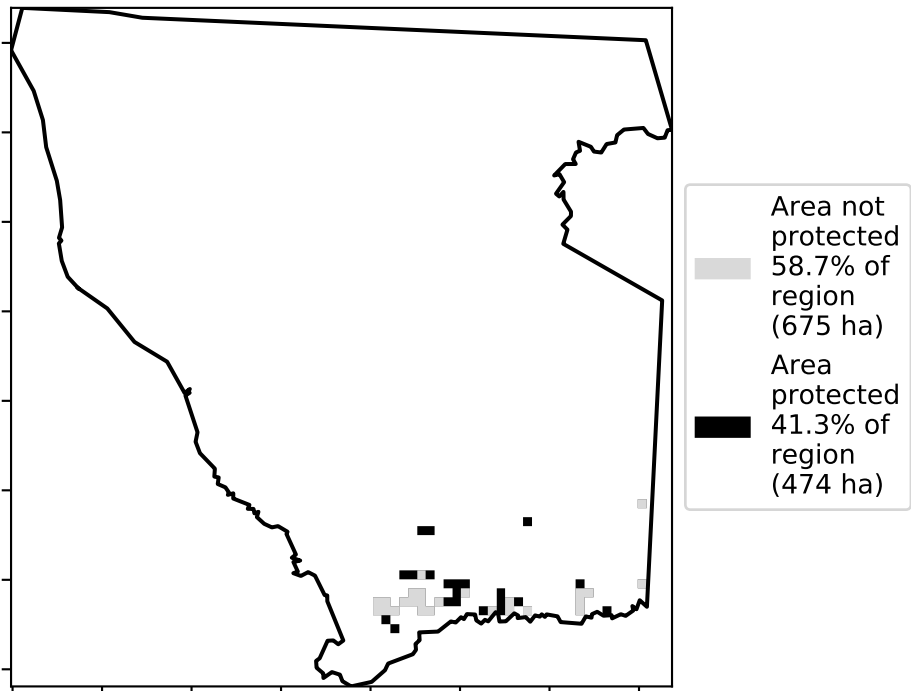 Area not
protected
58.7% of
region
(675 ha)
Area
protected
41.3% of
region
(474 ha)